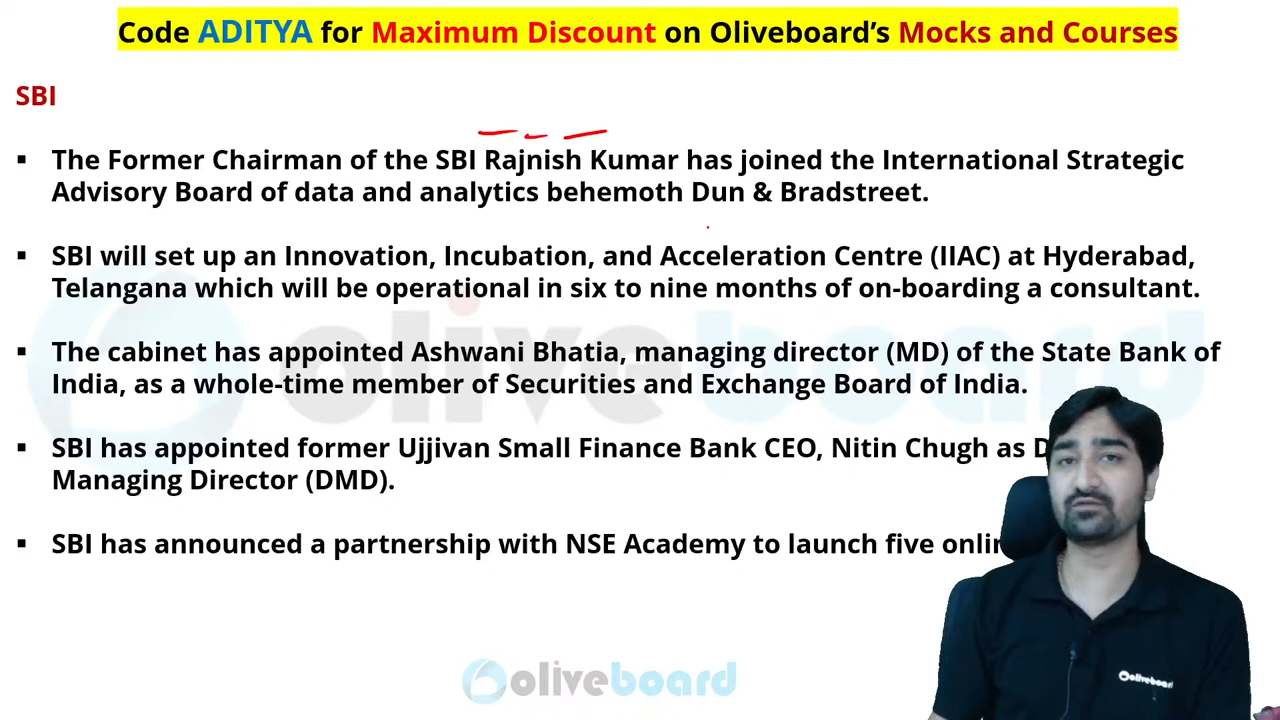 Code ADITYA for Maximum Discount on Oliveboard’s Mocks and Courses
SBI
▪ The Former Chairman of the SBI Rajnish Kumar has joined the International Strategic
Advisory Board of data and analytics behemoth Dun & Bradstreet.
▪ SBI will set up an Innovation, Incubation, and Acceleration Centre (IIAC) at Hyderabad,
Telangana which will be operational in six to nine months of on-boarding a consultant.
▪ The cabinet has appointed Ashwani Bhatia, managing director (MD) of the State Bank of
India, as a whole-time member of Securities and Exchange Board of India.
▪ SBI has appointed former Ujjivan Small Finance Bank CEO, Nitin Chugh as
Managing Director (DMD).
▪ SBI has announced a partnership with NSE Academy to launch five
oliveboard
oliveboard
Oliveboard